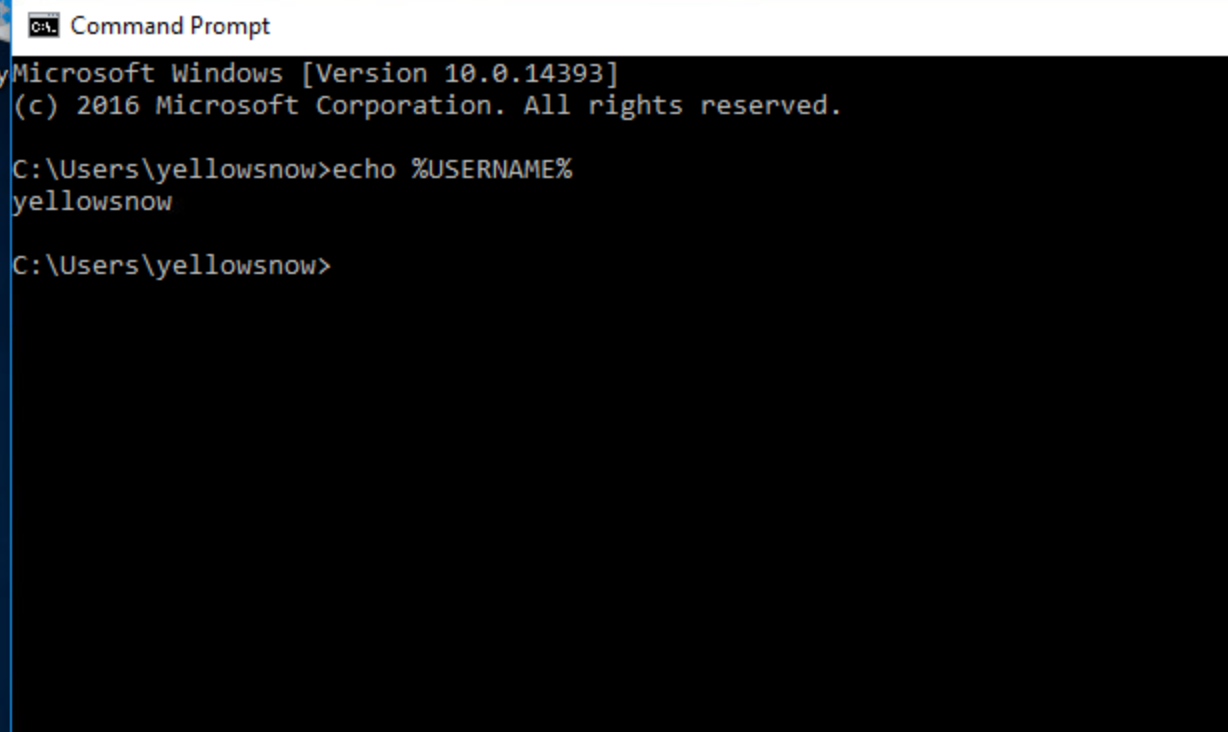 Command Prompt
Microsoft Windows [Version 10.0.14393]
(c) 2016 Microsoft Corporation. All rights reserved.
C:\Users\yellowsnow>echo %USERNAME%
yellowsnow
C:\Users\yellowsnow>